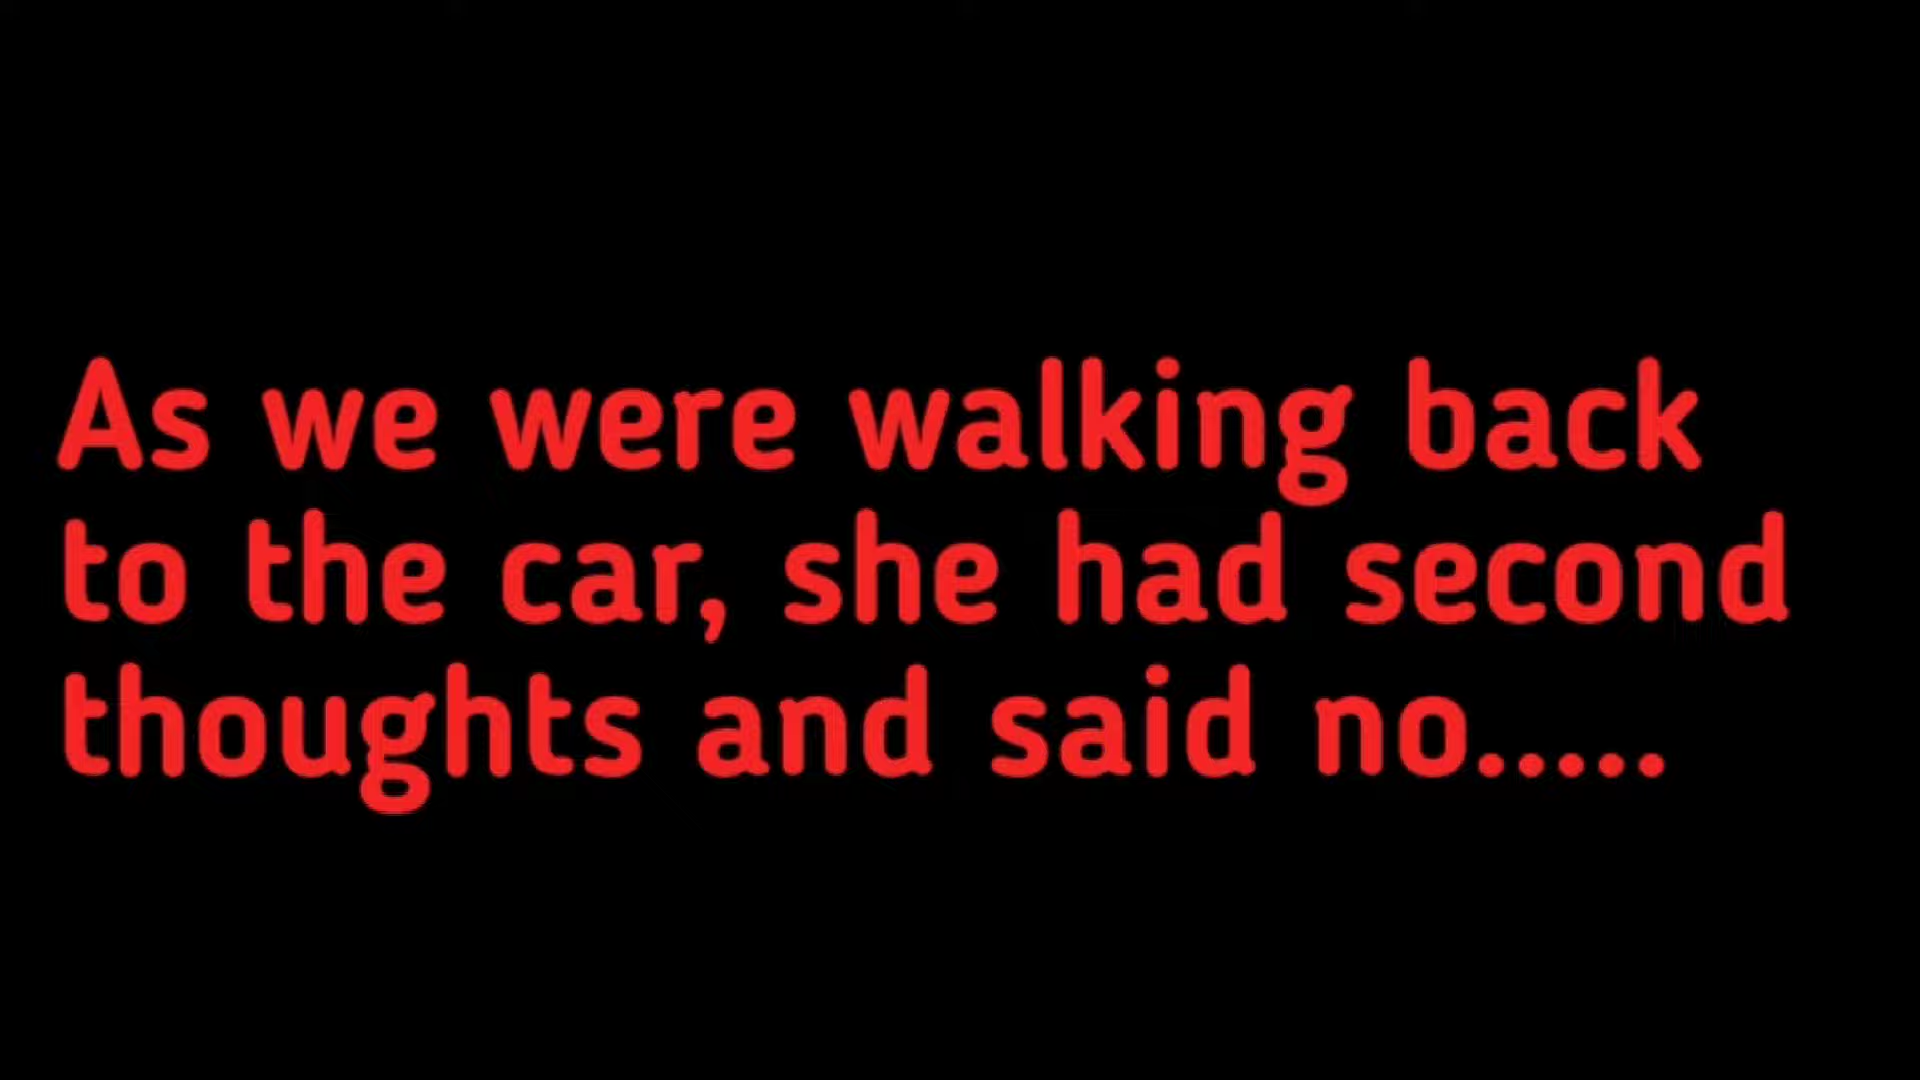 As we were walking back
to the car, she had second
thoughts and said no.....